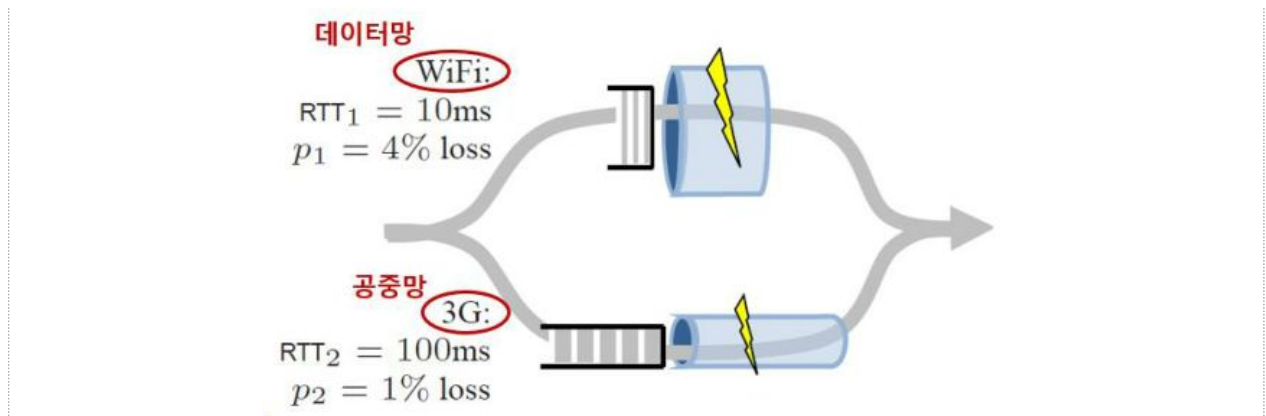 데이터망
WiFi:
RTT₁ = 10ms
p₁ = 4% loss
공중망
3G:
RTT₂ = 100ms
p₂ = 1% loss